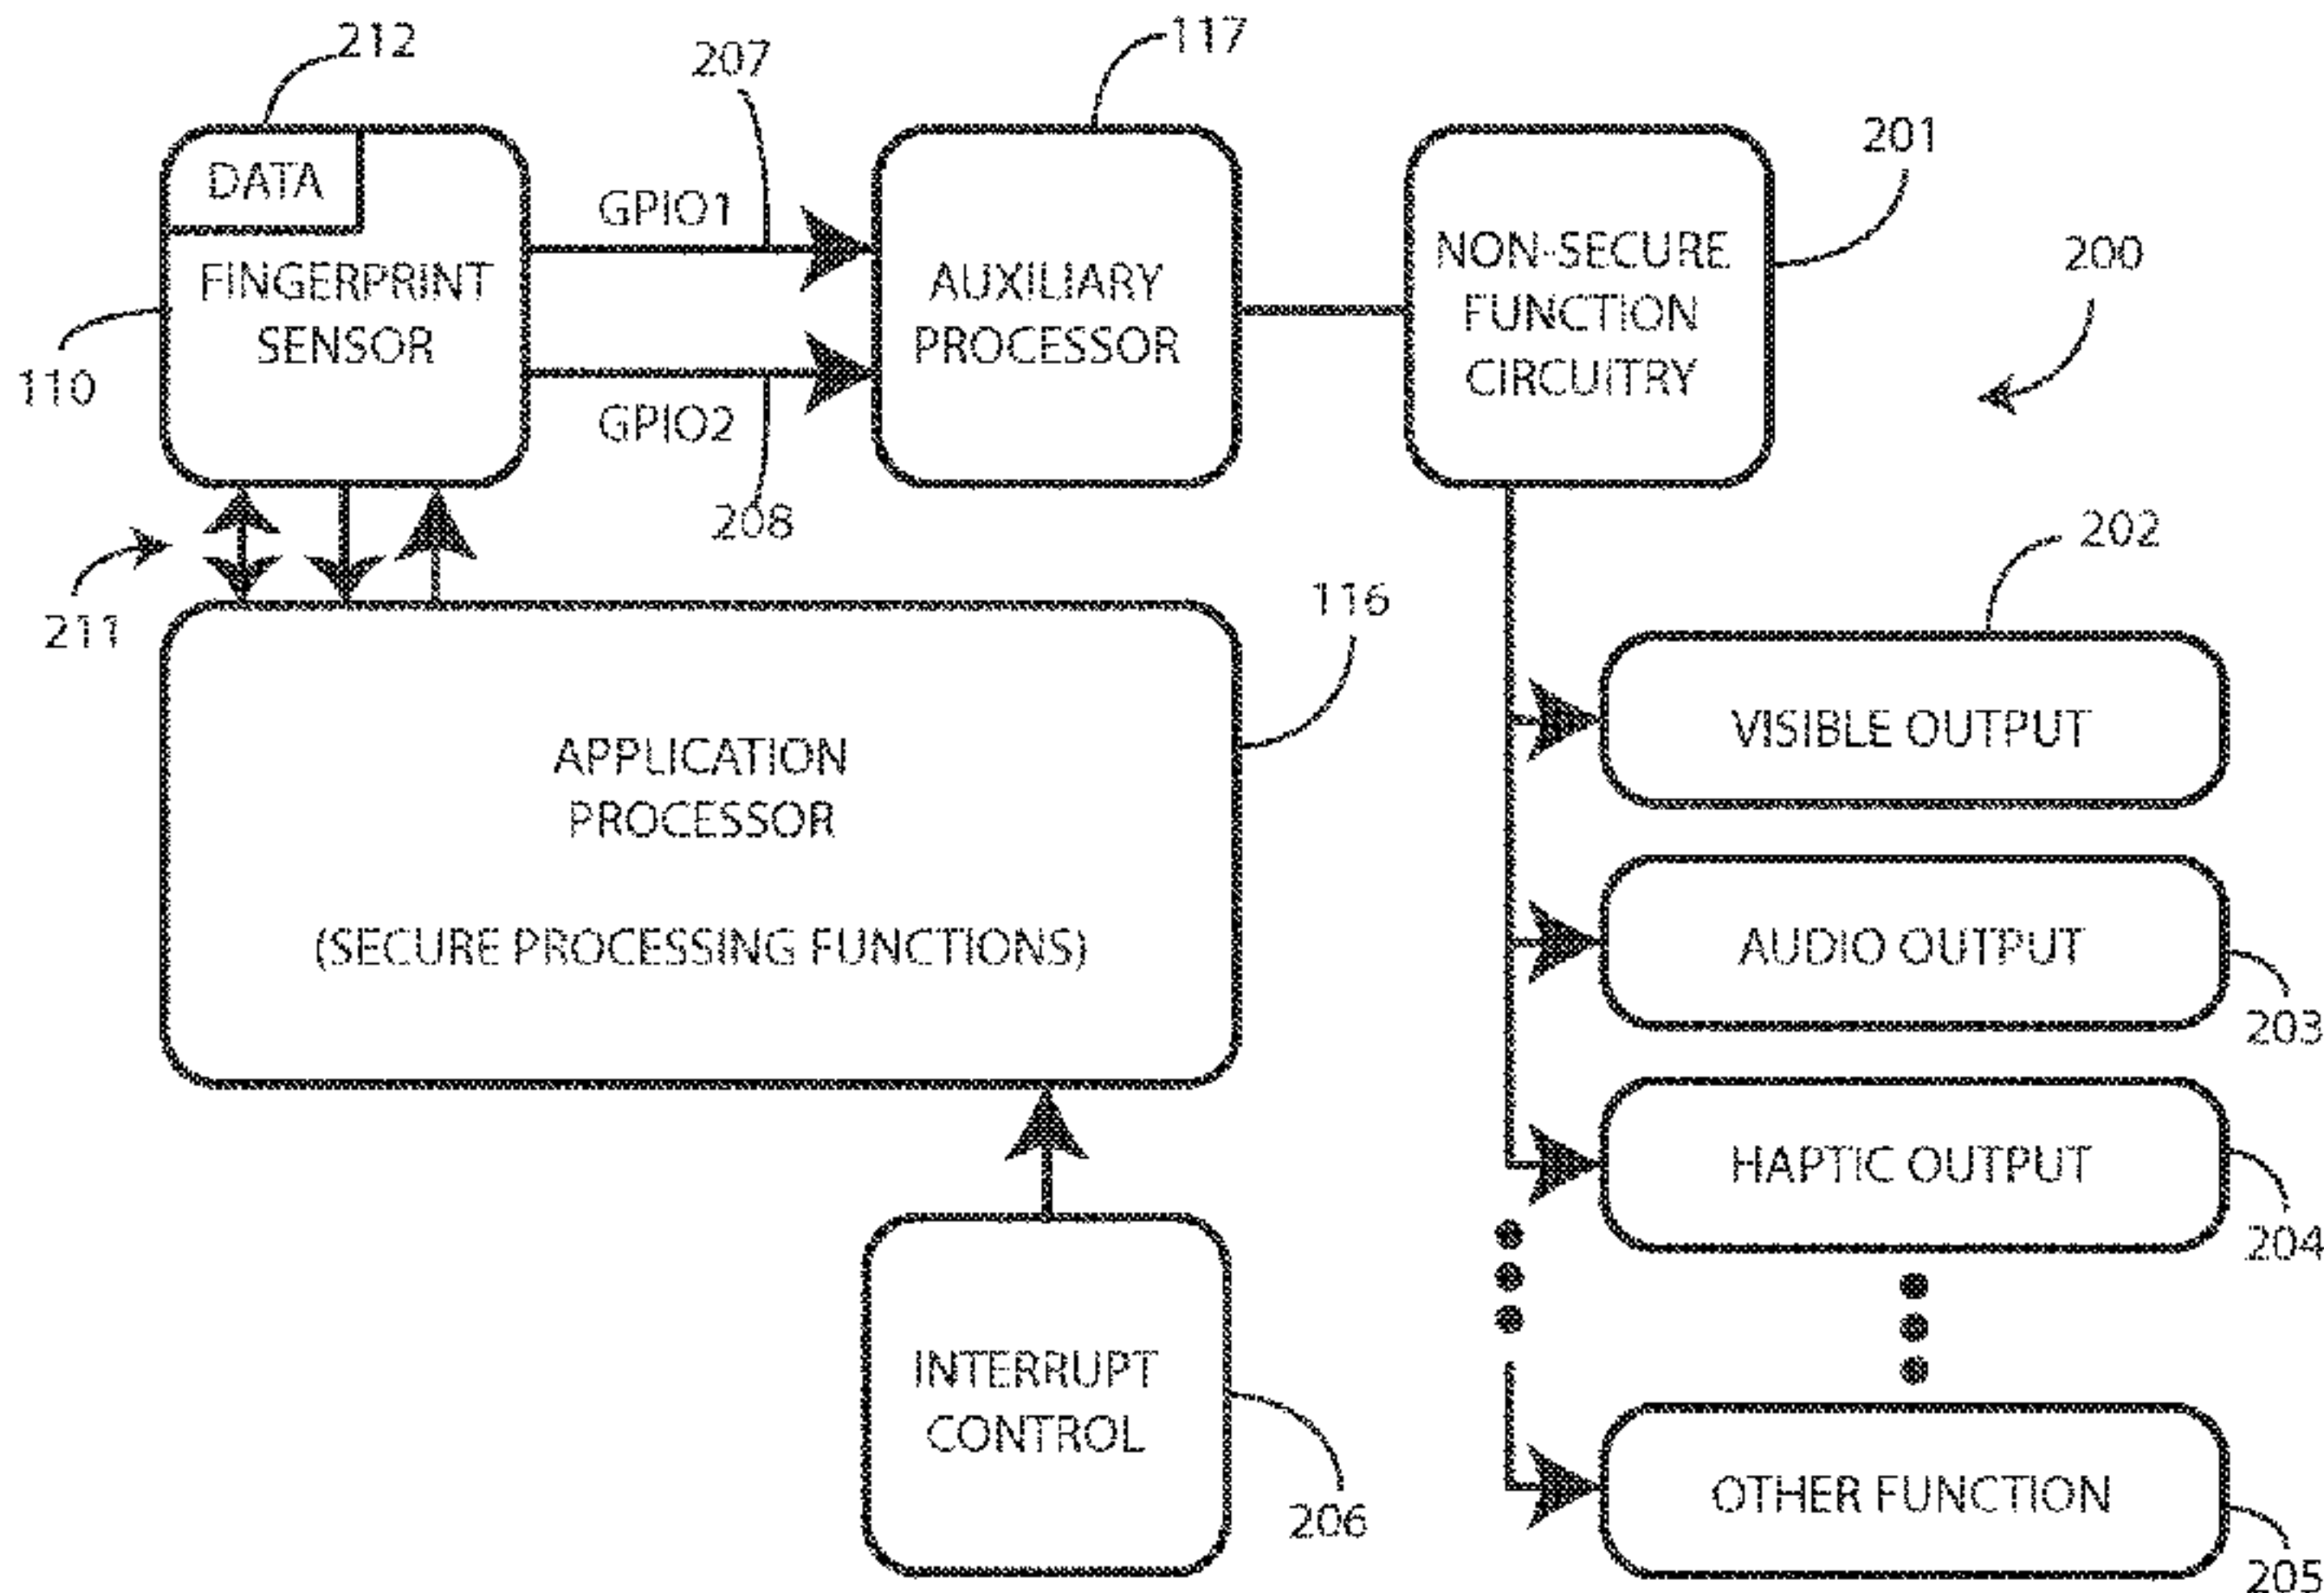 212
207
117
201
200
DATA
FINGERPRINT
SENSOR
110
GPIO1
GPIO2
208
AUXILIARY
PROCESSOR
NON-SECURE
FUNCTION
CIRCUITRY
211
116
202
APPLICATION
PROCESSOR
(SECURE PROCESSING FUNCTIONS)
VISIBLE OUTPUT
AUDIO OUTPUT
203
HAPTIC OUTPUT
204
INTERRUPT
CONTROL
206
OTHER FUNCTION
205